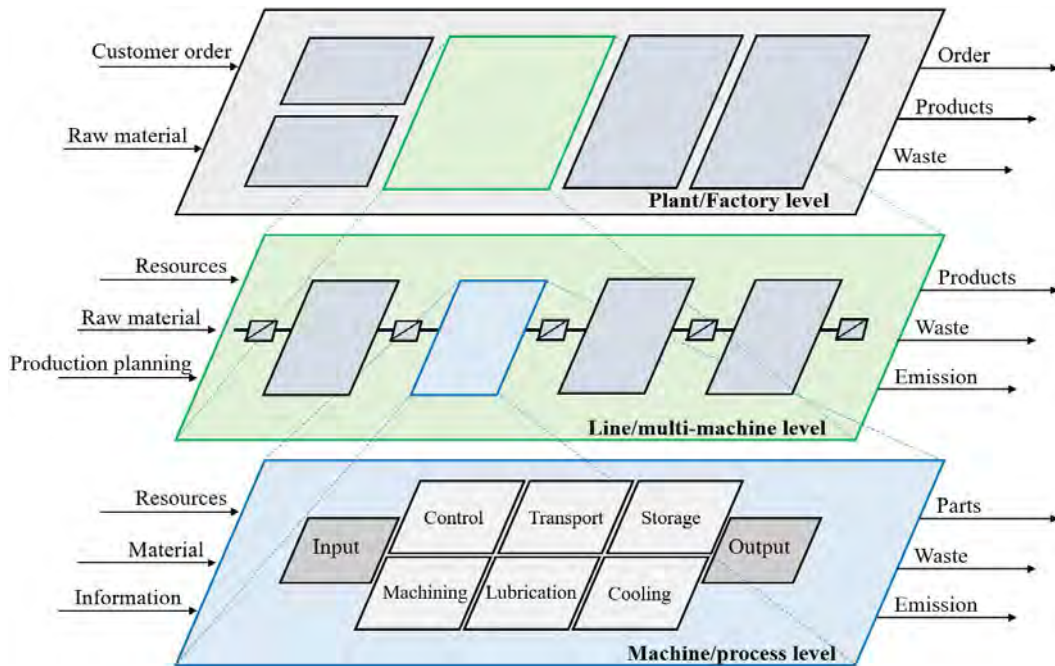 Customer order
Raw material
Order
Products
Waste
Plant/Factory level
Resources
Raw material
Production planning
Products
Waste
Emission
Line/multi-machine level
Resources
Material
Information
Input
Control
Transport
Storage
Machining
Lubrication
Cooling
Output
Parts
Waste
Emission
Machine/process level